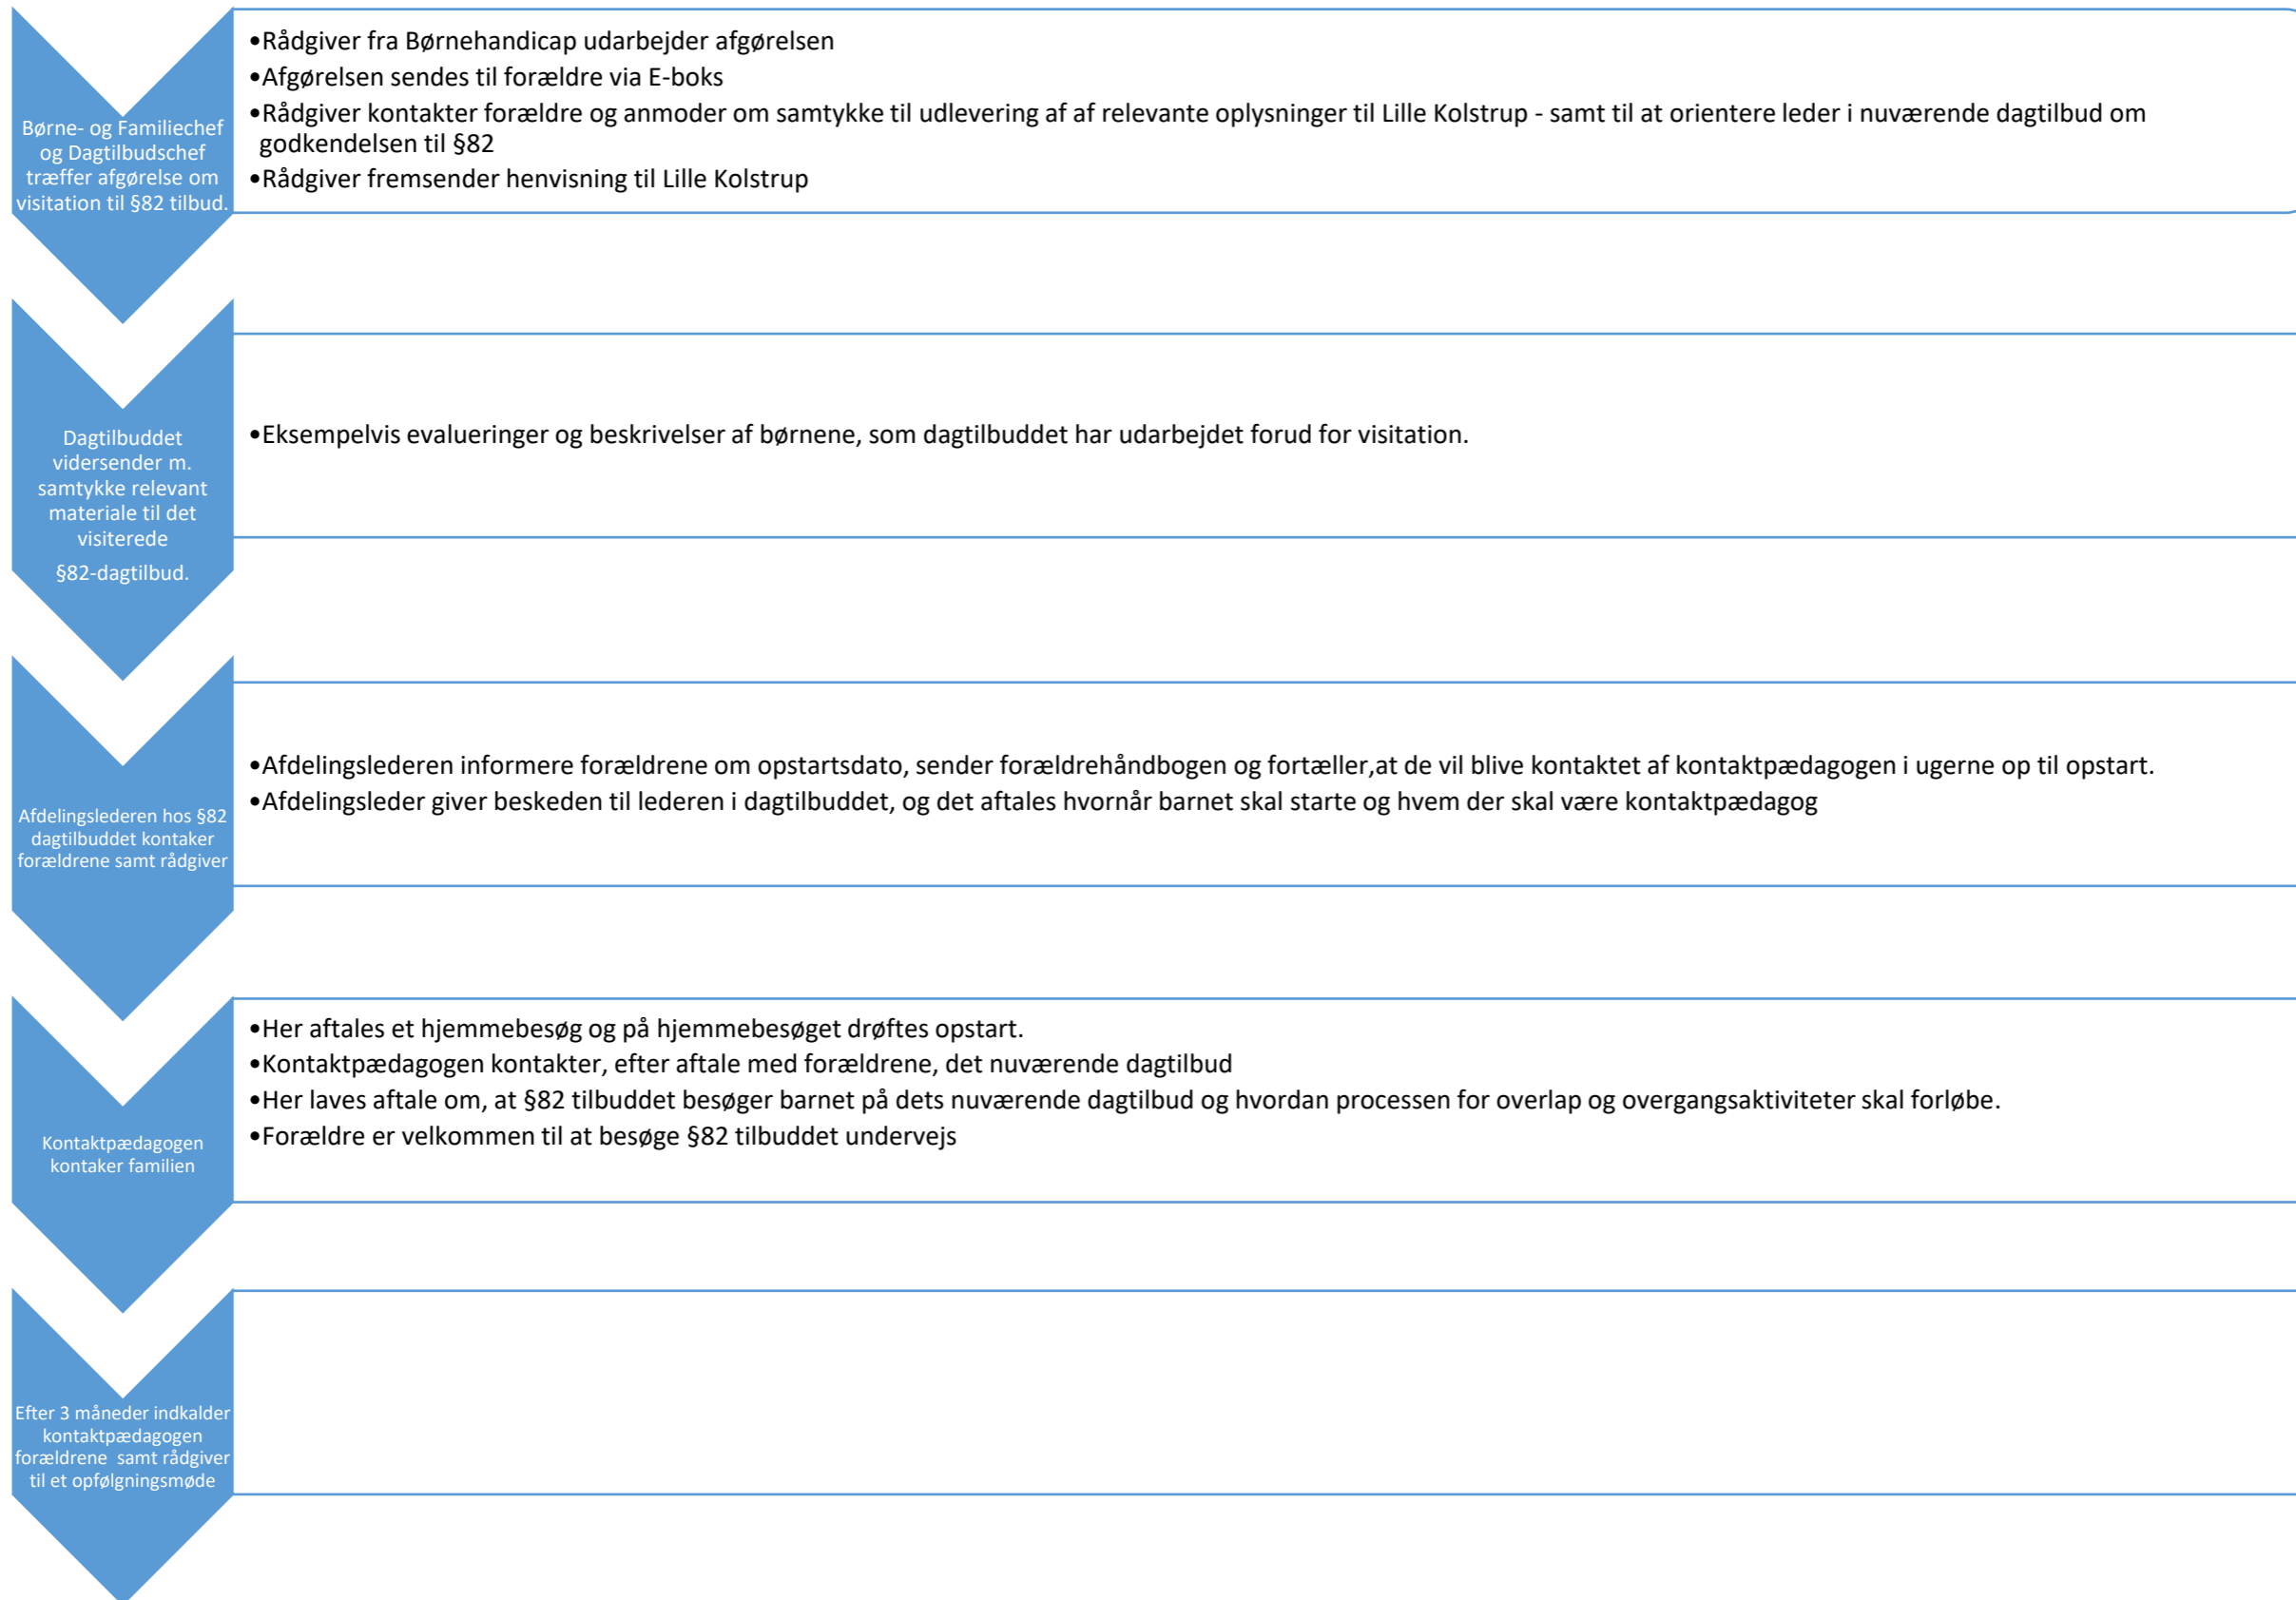 Børne- og Familiechef
og Dagtilbudschef
træffer afgørelse om
visitation til §82 tilbud.
•Rådgiver fra Børnehandicap udarbejder afgørelsen
•Afgørelsen sendes til forældre via E-boks
•Rådgiver kontakter forældre og anmoder om samtykke til udlevering af af relevante oplysninger til Lille Kolstrup - samt til at orientere leder i nuværende dagtilbud om
godkendelsen til §82
•Rådgiver fremsender henvisning til Lille Kolstrup
Dagtilbuddet
vidersender m.
samtykke relevant
materiale til det
visiterede
§82-dagtilbud.
•Eksempelvis evalueringer og beskrivelser af børnene, som dagtilbuddet har udarbejdet forud for visitation.
Afdelingslederen hos §82
dagtilbuddet kontaker
forældrene samt rådgiver
•Afdelingslederen informere forældrene om opstartsdato, sender forældrehåndbogen og fortæller,at de vil blive kontaktet af kontaktpædagogen i ugerne op til opstart.
•Afdelingsleder giver beskeden til lederen i dagtilbuddet, og det aftales hvornår barnet skal starte og hvem der skal være kontaktpædagog
Kontaktpædagogen
kontaker familien
•Her aftales et hjemmebesøg og på hjemmebesøget drøftes opstart.
•Kontaktpædagogen kontakter, efter aftale med forældrene, det nuværende dagtilbud
•Her laves aftale om, at §82 tilbuddet besøger barnet på dets nuværende dagtilbud og hvordan processen for overlap og overgangsaktiviteter skal forløbe.
•Forældre er velkommen til at besøge §82 tilbuddet undervejs
Efter 3 måneder indkalder
kontaktpædagogen
forældrene  samt rådgiver
til et opfølgningsmøde